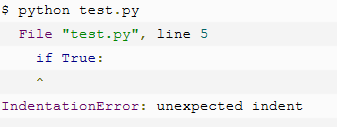 $ python test.py
  File "test.py", line 5
    if True:
    ^
IndentationError: unexpected indent